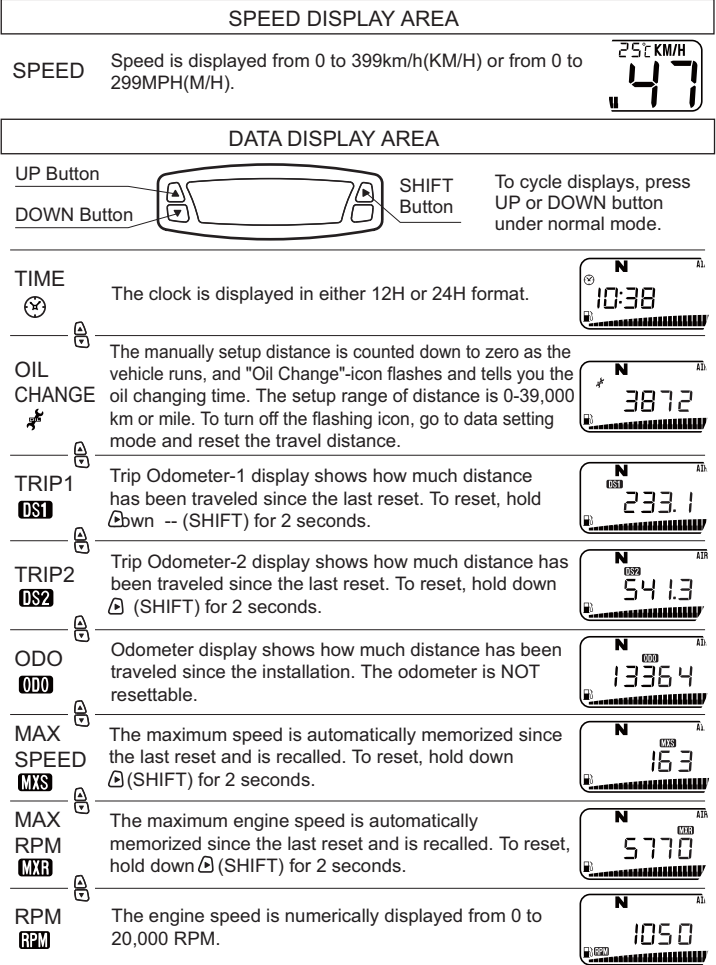 SPEED DISPLAY AREA
SPEED
Speed is displayed from 0 to 399km/h(KM/H) or from 0 to
299MPH(M/H).
25℃ KM/H
47
DATA DISPLAY AREA
UP Button
DOWN Button
SHIFT
Button
To cycle displays, press
UP or DOWN button
under normal mode.
TIME
The clock is displayed in either 12H or 24H format.
N
10:38
OIL
CHANGE
The manually setup distance is counted down to zero as the
vehicle runs, and "Oil Change"-icon flashes and tells you the
oil changing time. The setup range of distance is 0-39,000
km or mile. To turn off the flashing icon, go to data setting
mode and reset the travel distance.
N
3872
TRIP1
DS1
Trip Odometer-1 display shows how much distance
has been traveled since the last reset. To reset, hold
down -- (SHIFT) for 2 seconds.
N
DS1
233.1
TRIP2
DS2
Trip Odometer-2 display shows how much distance has
been traveled since the last reset. To reset, hold down
(SHIFT) for 2 seconds.
N AIR
DS2
541.3
ODO
ODO
Odometer display shows how much distance has been
traveled since the installation. The odometer is NOT
resettable.
N
ODO
13364
MAX
SPEED
MXS
The maximum speed is automatically memorized since
the last reset and is recalled. To reset, hold down
(SHIFT) for 2 seconds.
N
MXS
163
MAX
RPM
MXR
The maximum engine speed is automatically
memorized since the last reset and is recalled. To reset,
hold down (SHIFT) for 2 seconds.
N AIR
MXR
5770
RPM
RPM
The engine speed is numerically displayed from 0 to
20,000 RPM.
N
1050
RPM